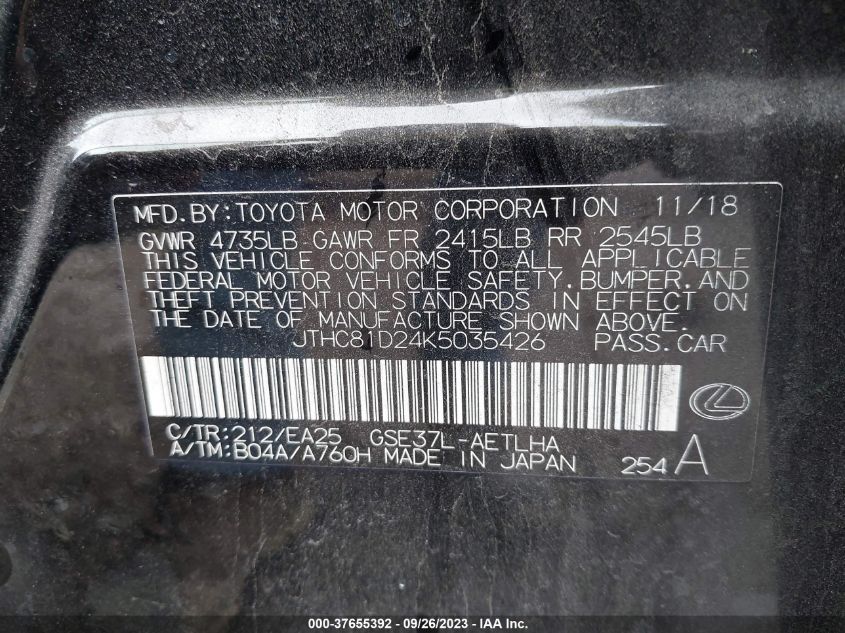 MFD.BY:TOYOTA MOTOR CORPORATION 11/18
GVWR 4735LB GAWR FR 2415LB RR 2545LB
THIS VEHICLE CONFORMS TO ALL APPLICABLE
FEDERAL MOTOR VEHICLE SAFETY,BUMPER,AND
THEFT PREVENTION STANDARDS IN EFFECT ON
THE DATE OF MANUFACTURE SHOWN ABOVE.
JTHC81D24K5035426 PASS.CAR
C/TR:212/EA25 GSE37L-AETLHA
A/TM:B04A/A760H MADE IN JAPAN 254 A
000-37655392 - 09/26/2023 - IAA Inc.